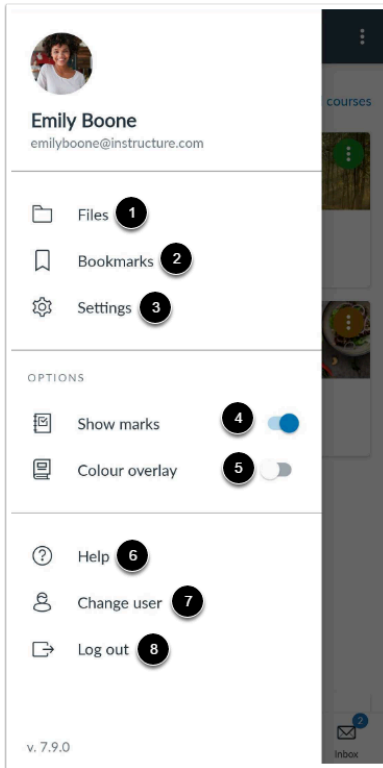 Emily Boone
emilyboone@instructure.com
courses
Files 1
Bookmarks 2
Settings 3
OPTIONS
Show marks 4
Colour overlay 5
Help 6
Change user 7
Log out 8
v. 7.9.0
2
Inbox